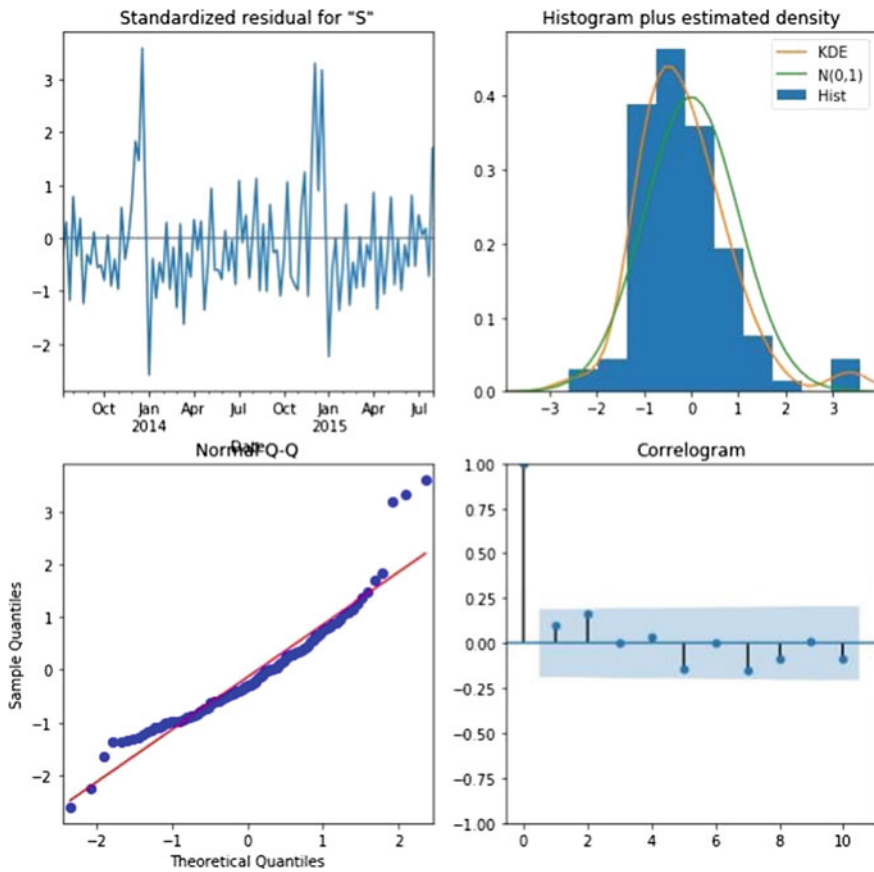 Standardized residual for "S"
3
2
1
0
−1
−2
Oct
Jan
2014
Apr
Jul
Oct
Jan
2015
Apr
Jul
Date
Histogram plus estimated density
KDE
N(0,1)
Hist
0.4
0.3
0.2
0.1
0.0
−3
−2
−1
0
1
2
3
Normal Q-Q
Sample Quantiles
3
2
1
0
−1
−2
−2
−1
0
1
2
Theoretical Quantiles
Correlogram
1.00
0.75
0.50
0.25
0.00
−0.25
−0.50
−0.75
−1.00
0
2
4
6
8
10